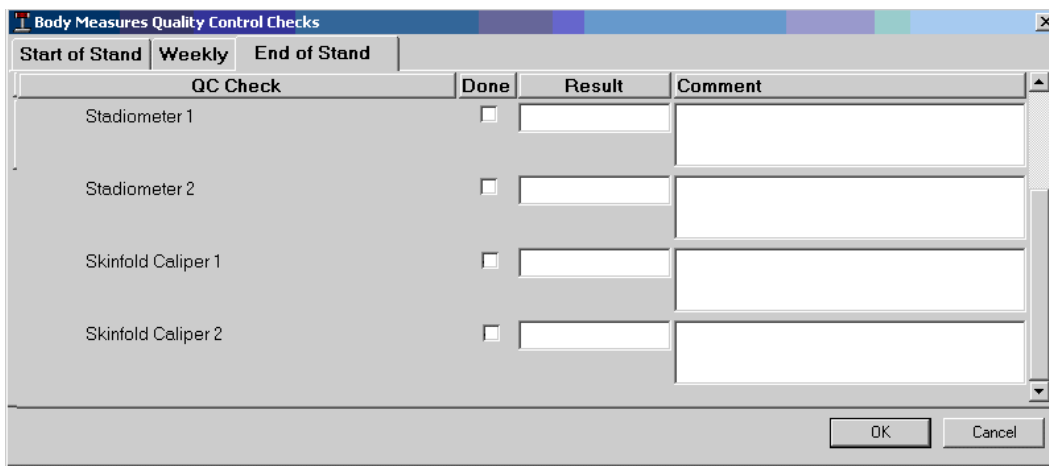 Body Measures Quality Control Checks
Start of Stand Weekly End of Stand
QC Check Done Result Comment
Stadiometer 1
Stadiometer 2
Skinfold Caliper 1
Skinfold Caliper 2
OK Cancel